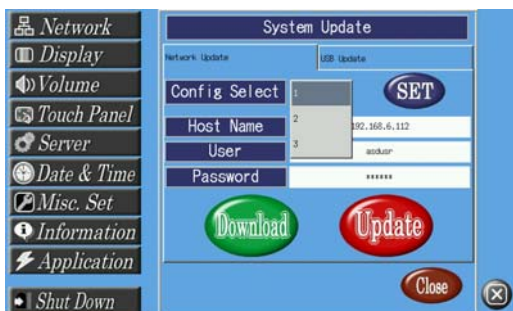 Network
Display
Volume
Touch Panel
Server
Date & Time
Misc. Set
Information
Application
Shut Down
System Update
Network Update
USB Update
Config Select
1
2
3
SET
Host Name
192.168.6.112
User
asdusr
Password
******
Download
Update
Close